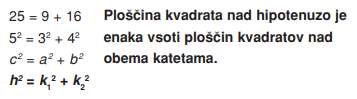 25 = 9 + 16
5² = 3² + 4²
c² = a² + b²
h² = k₁² + k₂²
Ploščina kvadrata nad hipotenuzo je
enaka vsoti ploščin kvadratov nad
obema katetama.